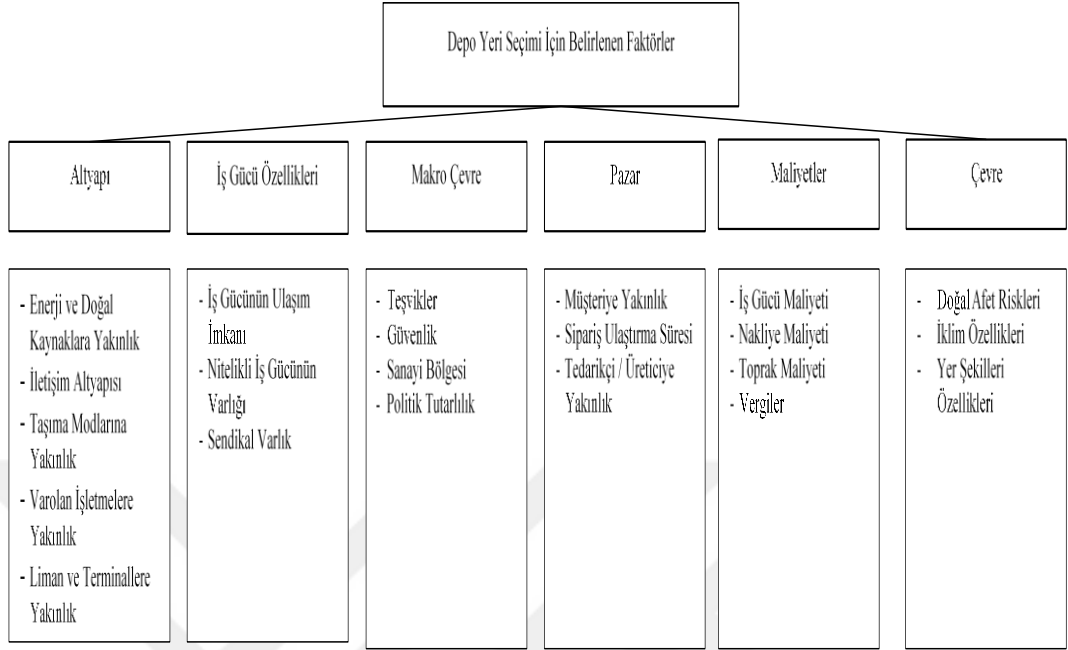 Depo Yeri Seçimi İçin Belirlenen Faktörler
Altyapı
İş Gücü Özellikleri
Makro Çevre
Pazar
Maliyetler
Çevre
- Enerji ve Doğal
Kaynaklara Yakınlık
- İletişim Altyapısı
- Taşıma Modlarına
Yakınlık
- Varolan İşletmelere
Yakınlık
- Liman ve Terminallere
Yakınlık
- İş Gücünün Ulaşım
İmkanı
- Nitelikli İş Gücünün
Varlığı
- Sendikal Varlık
- Teşvikler
- Güvenlik
- Sanayi Bölgesi
- Politik Tutarlılık
- Müşteriye Yakınlık
- Sipariş Ulaştırma Süresi
- Tedarikçi / Üreticiye
Yakınlık
- İş Gücü Maliyeti
- Nakliye Maliyeti
- Toprak Maliyeti
- Vergiler
- Doğal Afet Riskleri
- İklim Özellikleri
- Yer Şekilleri
Özellikleri